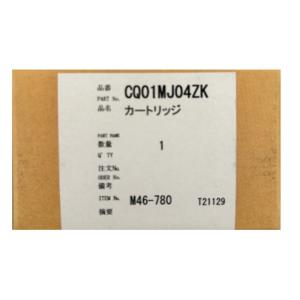 品番 CQ01MJ04ZK
PART No.
品名 カートリッジ
PART NAME
数量 1
Q'TY
注文No.
ODER No.
備考
ITEM No. M46-780 T21129
摘要